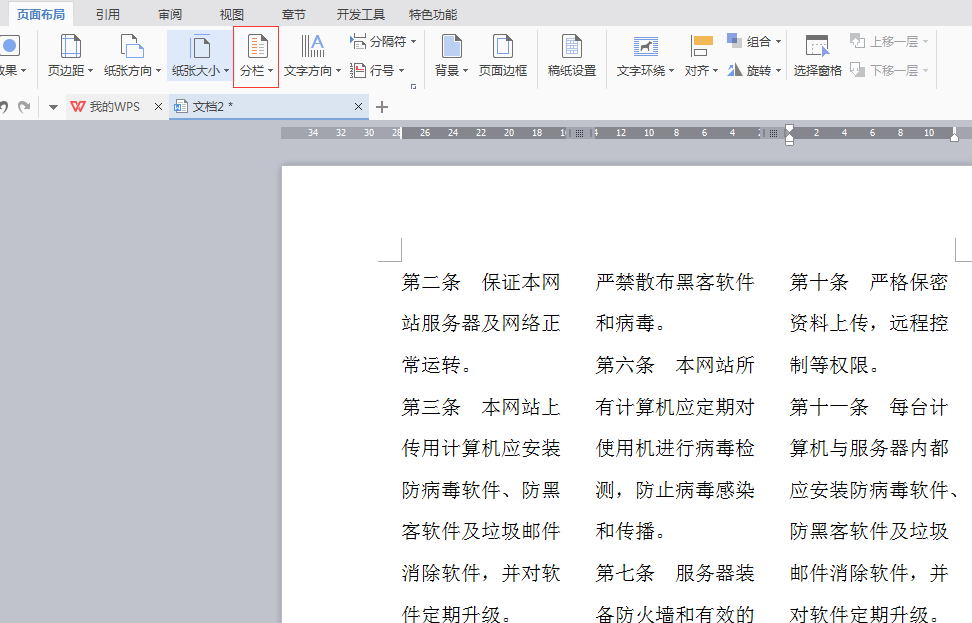 页面布局 引用 审阅 视图 章节 开发工具 特色功能
分隔符 组合 上移一层
果 页边距 纸张方向 纸张大小 分栏 文字方向 行号 背景 页面边框 稿纸设置 文字环绕 对齐 旋转 选择窗格 下移一层
我的WPS 文档2 *
34 32 30 28 26 24 22 20 18 12 10 8 6 4 2 2 4 6 8 10
第二条 保证本网
站服务器及网络正
常运转。
第三条 本网站上
传用计算机应安装
防病毒软件、防黑
客软件及垃圾邮件
消除软件，并对软
件定期升级。
严禁散布黑客软件
和病毒。
第六条 本网站所
有计算机应定期对
使用机进行病毒检
测，防止病毒感染
和传播。
第七条 服务器装
备防火墙和有效的
第十条 严格保密
资料上传，远程控
制等权限。
第十一条 每台计
算机与服务器内都
应安装防病毒软件、
防黑客软件及垃圾
邮件消除软件，并
对软件定期升级。